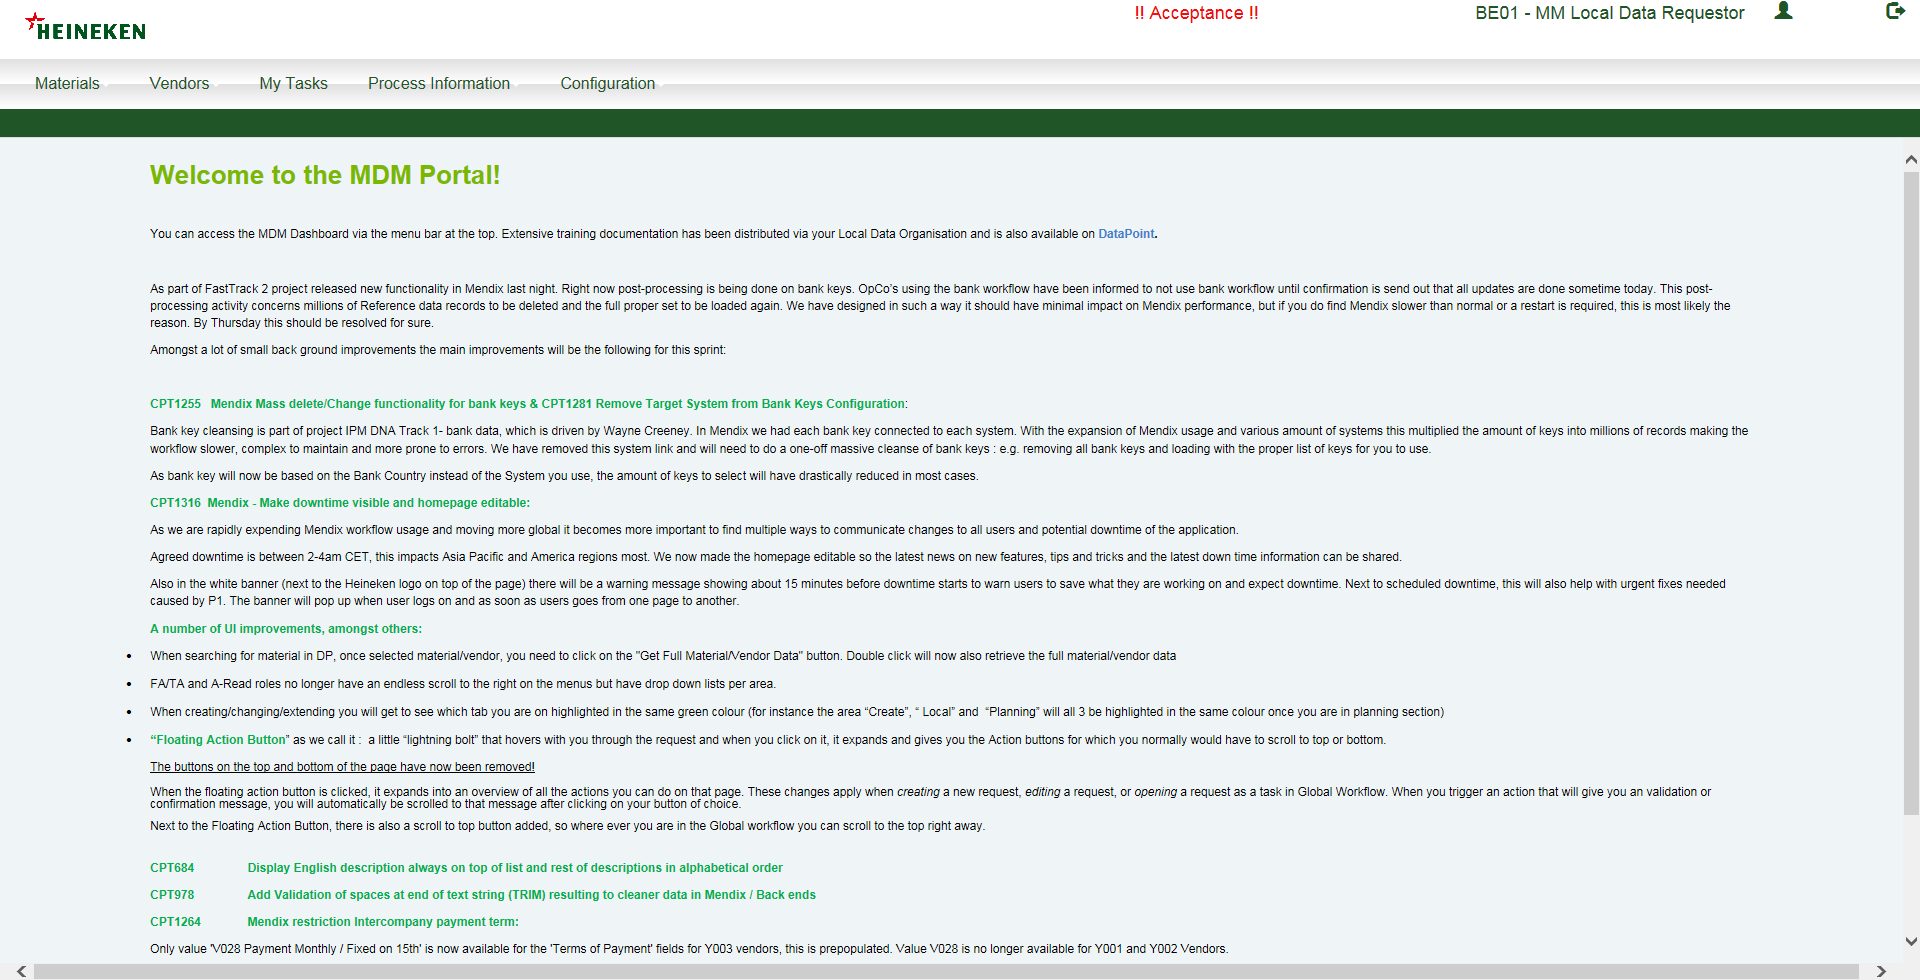 HEINEKEN
!! Acceptance !!
BE01 - MM Local Data Requestor
Materials Vendors My Tasks Process Information Configuration
Welcome to the MDM Portal!
You can access the MDM Dashboard via the menu bar at the top. Extensive training documentation has been distributed via your Local Data Organisation and is also available on DataPoint.
As part of FastTrack 2 project released new functionality in Mendix last night. Right now post-processing is being done on bank keys. OpCo's using the bank workflow have been informed to not use bank workflow until confirmation is send out that all updates are done sometime today. This post-
processing activity concerns millions of Reference data records to be deleted and the full proper set to be loaded again. We have designed in such a way it should have minimal impact on Mendix performance, but if you do find Mendix slower than normal or a restart is required, this is most likely the
reason. By Thursday this should be resolved for sure.
Amongst a lot of small back ground improvements the main improvements will be the following for this sprint:
CPT1255 Mendix Mass delete/Change functionality for bank keys & CPT1281 Remove Target System from Bank Keys Configuration:
Bank key cleansing is part of project IPM DNA Track 1- bank data, which is driven by Wayne Creeney. In Mendix we had each bank key connected to each system. With the expansion of Mendix usage and various amount of systems this multiplied the amount of keys into millions of records making the
workflow slower, complex to maintain and more prone to errors. We have removed this system link and will need to do a one-off massive cleanse of bank keys : e.g. removing all bank keys and loading with the proper list of keys for you to use.
As bank key will now be based on the Bank Country instead of the System you use, the amount of keys to select will have drastically reduced in most cases.
CPT1316 Mendix - Make downtime visible and homepage editable:
As we are rapidly expending Mendix workflow usage and moving more global it becomes more important to find multiple ways to communicate changes to all users and potential downtime of the application.
Agreed downtime is between 2-4am CET, this impacts Asia Pacific and America regions most. We now made the homepage editable so the latest news on new features, tips and tricks and the latest down time information can be shared.
Also in the white banner (next to the Heineken logo on top of the page) there will be a warning message showing about 15 minutes before downtime starts to warn users to save what they are working on and expect downtime. Next to scheduled downtime, this will also help with urgent fixes needed
caused by P1. The banner will pop up when user logs on and as soon as users goes from one page to another.
A number of UI improvements, amongst others:
• When searching for material in DP, once selected material/vendor, you need to click on the "Get Full Material/Vendor Data" button. Double click will now also retrieve the full material/vendor data
• FA/TA and A-Read roles no longer have an endless scroll to the right on the menus but have drop down lists per area.
• When creating/changing/extending you will get to see which tab you are on highlighted in the same green colour (for instance the area “Create”, “ Local” and “Planning” will all 3 be highlighted in the same colour once you are in planning section)
• “Floating Action Button” as we call it : a little “lightning bolt” that hovers with you through the request and when you click on it, it expands and gives you the Action buttons for which you normally would have to scroll to top or bottom.
The buttons on the top and bottom of the page have now been removed!
When the floating action button is clicked, it expands into an overview of all the actions you can do on that page. These changes apply when creating a new request, editing a request, or opening a request as a task in Global Workflow. When you trigger an action that will give you an validation or
confirmation message, you will automatically be scrolled to that message after clicking on your button of choice.
Next to the Floating Action Button, there is also a scroll to top button added, so where ever you are in the Global workflow you can scroll to the top right away.
CPT684 Display English description always on top of list and rest of descriptions in alphabetical order
CPT978 Add Validation of spaces at end of text string (TRIM) resulting to cleaner data in Mendix / Back ends
CPT1264 Mendix restriction Intercompany payment term:
Only value 'V028 Payment Monthly / Fixed on 15th' is now available for the 'Terms of Payment' fields for Y003 vendors, this is prepopulated. Value V028 is no longer available for Y001 and Y002 Vendors.